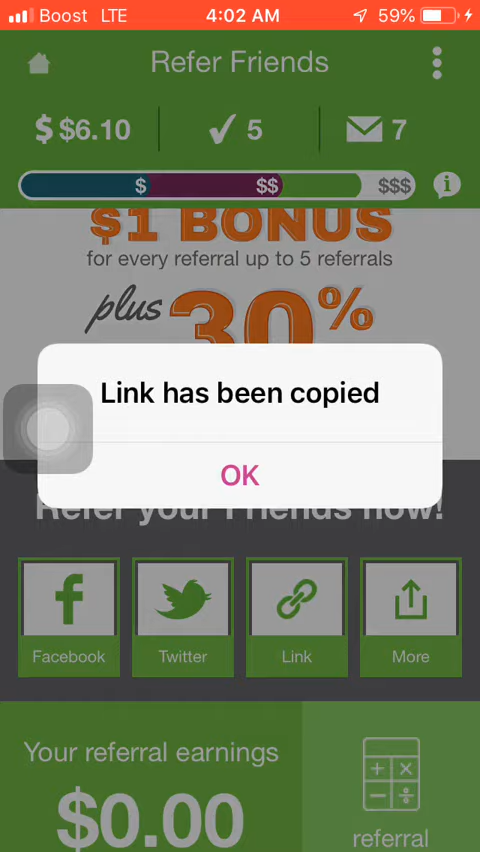 Boost LTE 4:02 AM 59%
Refer Friends
$ $6.10 5 7
$ $$ $$$ i
$1 BONUS
for every referral up to 5 referrals
plus 30%
Link has been copied
OK
Refer your Friends now!
Facebook Twitter Link More
Your referral earnings
$0.00
referral